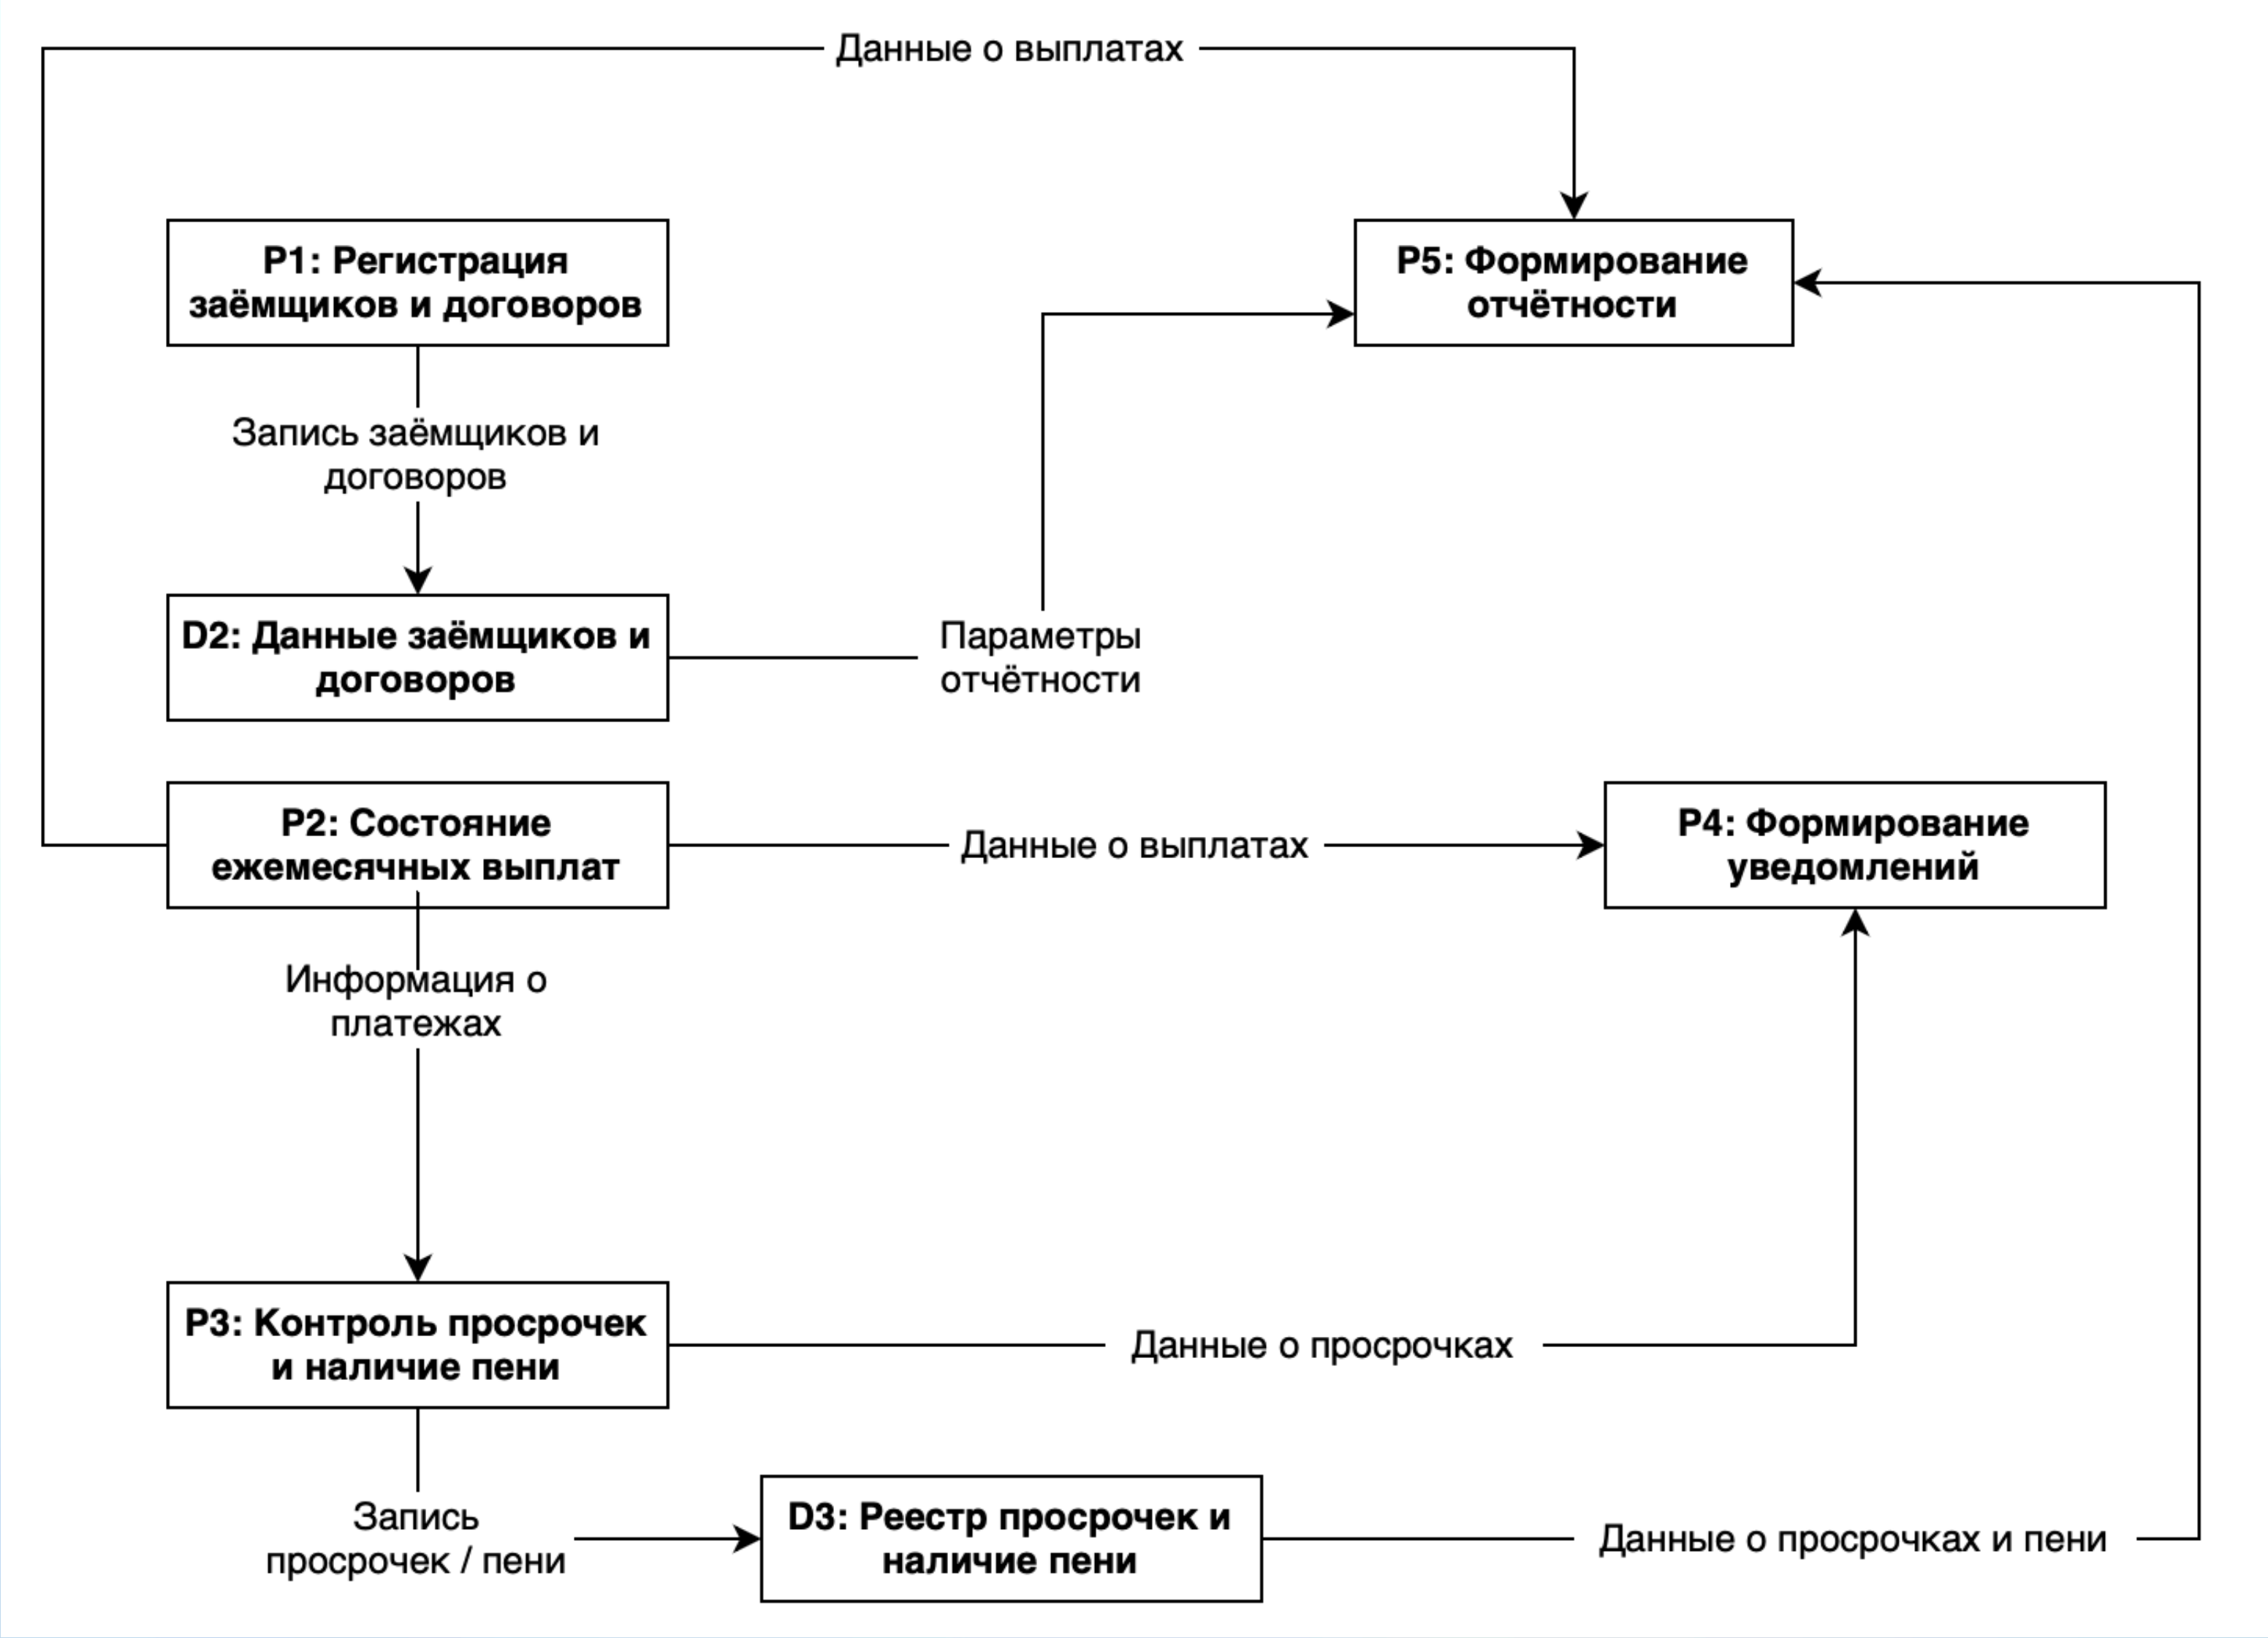 Данные о выплатах
P1: Регистрация
заёмщиков и договоров
P5: Формирование
отчётности
Запись заёмщиков и
договоров
D2: Данные заёмщиков и
договоров
Параметры
отчётности
P2: Состояние
ежемесячных выплат
Данные о выплатах
P4: Формирование
уведомлений
Информация о
платежах
P3: Контроль просрочек
и наличие пени
Данные о просрочках
Запись
просрочек / пени
D3: Реестр просрочек и
наличие пени
Данные о просрочках и пени